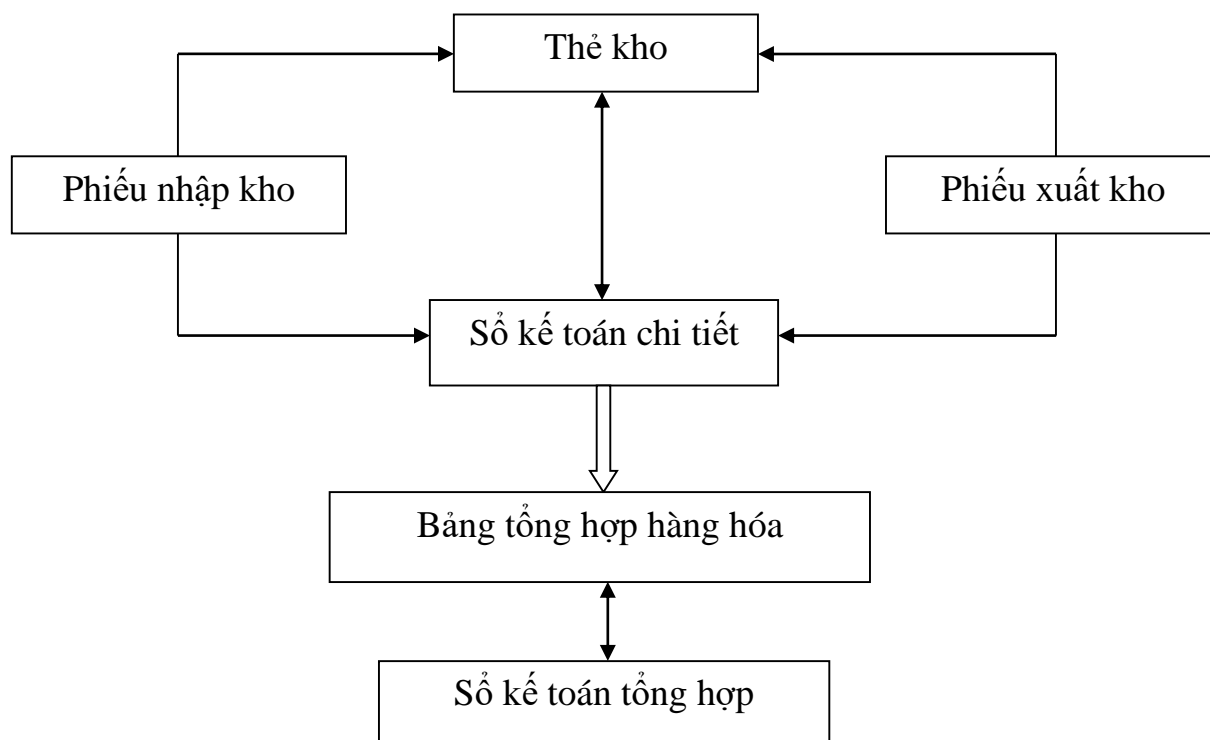 Thẻ kho
Phiếu nhập kho
Phiếu xuất kho
Sổ kế toán chi tiết
Bảng tổng hợp hàng hóa
Sổ kế toán tổng hợp